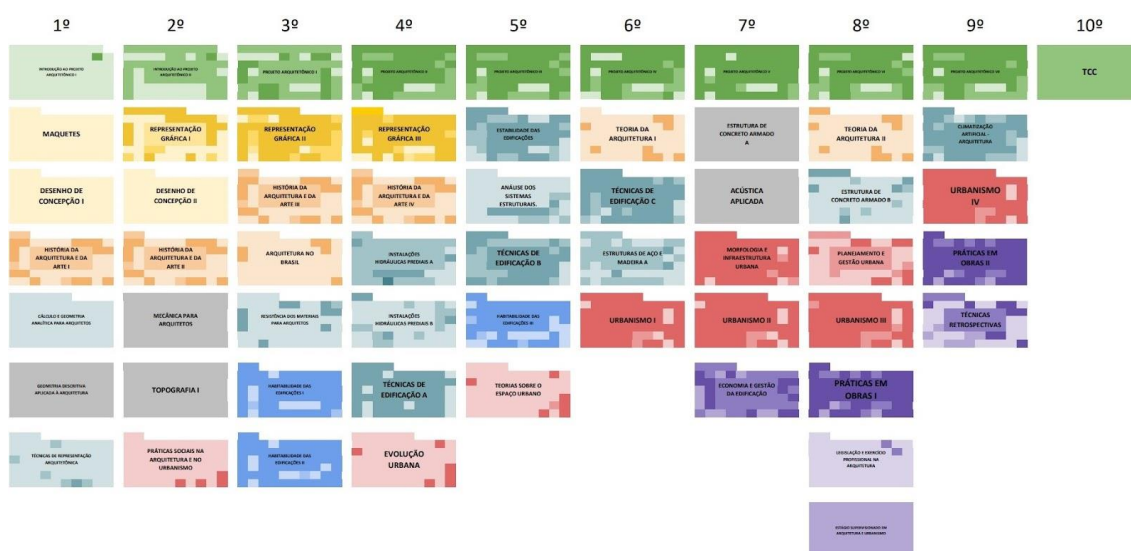 1º 2º 3º 4º 5º 6º 7º 8º 9º 10º
INTRODUÇÃO AO PROJETO
ARQUITETÔNICO I
INTRODUÇÃO AO PROJETO
ARQUITETÔNICO II
PROJETO ARQUITETÔNICO I
PROJETO ARQUITETÔNICO II
PROJETO ARQUITETÔNICO III
PROJETO ARQUITETÔNICO IV
PROJETO ARQUITETÔNICO V
PROJETO ARQUITETÔNICO VI
PROJETO ARQUITETÔNICO VII
TCC
MAQUETES
REPRESENTAÇÃO
GRÁFICA I
REPRESENTAÇÃO
GRÁFICA II
REPRESENTAÇÃO
GRÁFICA III
ESTABILIDADE DAS
EDIFICAÇÕES
TEORIA DA
ARQUITETURA I
ESTRUTURA DE
CONCRETO ARMADO
A
TEORIA DA
ARQUITETURA II
CLIMATIZAÇÃO
ARTIFICIAL -
ARQUITETURA
DESENHO DE
CONCEPÇÃO I
DESENHO DE
CONCEPÇÃO II
HISTÓRIA DA
ARQUITETURA E DA
ARTE III
HISTÓRIA DA
ARQUITETURA E DA
ARTE IV
ANÁLISE DOS
SISTEMAS
ESTRUTURAIS.
TÉCNICAS DE
EDIFICAÇÃO C
ACÚSTICA
APLICADA
ESTRUTURA DE
CONCRETO ARMADO B
URBANISMO
IV
HISTÓRIA DA
ARQUITETURA E DA
ARTE I
HISTÓRIA DA
ARQUITETURA E DA
ARTE II
ARQUITETURA NO
BRASIL
INSTALAÇÕES
HIDRÁULICAS PREDIAIS A
TÉCNICAS DE
EDIFICAÇÃO B
ESTRUTURAS DE AÇO E
MADEIRA A
MORFOLOGIA E
INFRAESTRUTURA
URBANA
PLANEJAMENTO E
GESTÃO URBANA
PRÁTICAS EM
OBRAS II
CÁLCULO E GEOMETRIA
ANALÍTICA PARA ARQUITETOS
MECÂNICA PARA
ARQUITETOS
RESISTÊNCIA DOS MATERIAIS
PARA ARQUITETOS
INSTALAÇÕES
HIDRÁULICAS PREDIAIS B
HABITABILIDADE DAS
EDIFICAÇÕES III
URBANISMO I
URBANISMO II
URBANISMO III
TÉCNICAS
RETROSPECTIVAS
GEOMETRIA DESCRITIVA
APLICADA À ARQUITETURA
TOPOGRAFIA I
HABITABILIDADE DAS
EDIFICAÇÕES I
TÉCNICAS DE
EDIFICAÇÃO A
TEORIAS SOBRE O
ESPAÇO URBANO
ECONOMIA E GESTÃO
DA EDIFICAÇÃO
PRÁTICAS EM
OBRAS I
TÉCNICAS DE REPRESENTAÇÃO
ARQUITETÔNICA
PRÁTICAS SOCIAIS NA
ARQUITETURA E NO
URBANISMO
HABITABILIDADE DAS
EDIFICAÇÕES II
EVOLUÇÃO
URBANA
LEGISLAÇÃO E EXERCÍCIO
PROFISSIONAL NA
ARQUITETURA
ESTÁGIO SUPERVISIONADO EM
ARQUITETURA E URBANISMO